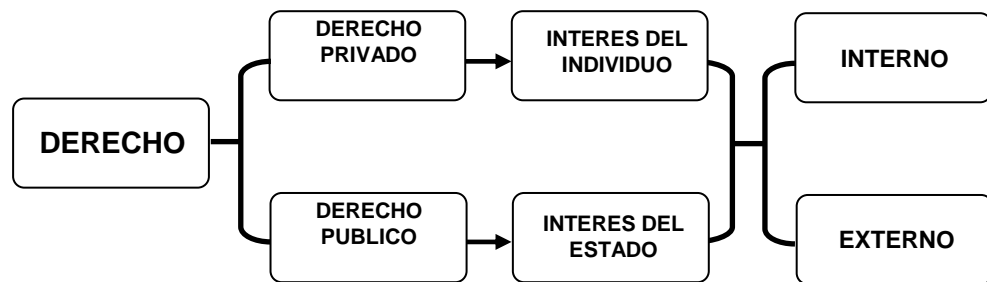 DERECHO
DERECHO
PRIVADO
INTERES DEL
INDIVIDUO
INTERNO
DERECHO
PUBLICO
INTERES DEL
ESTADO
EXTERNO